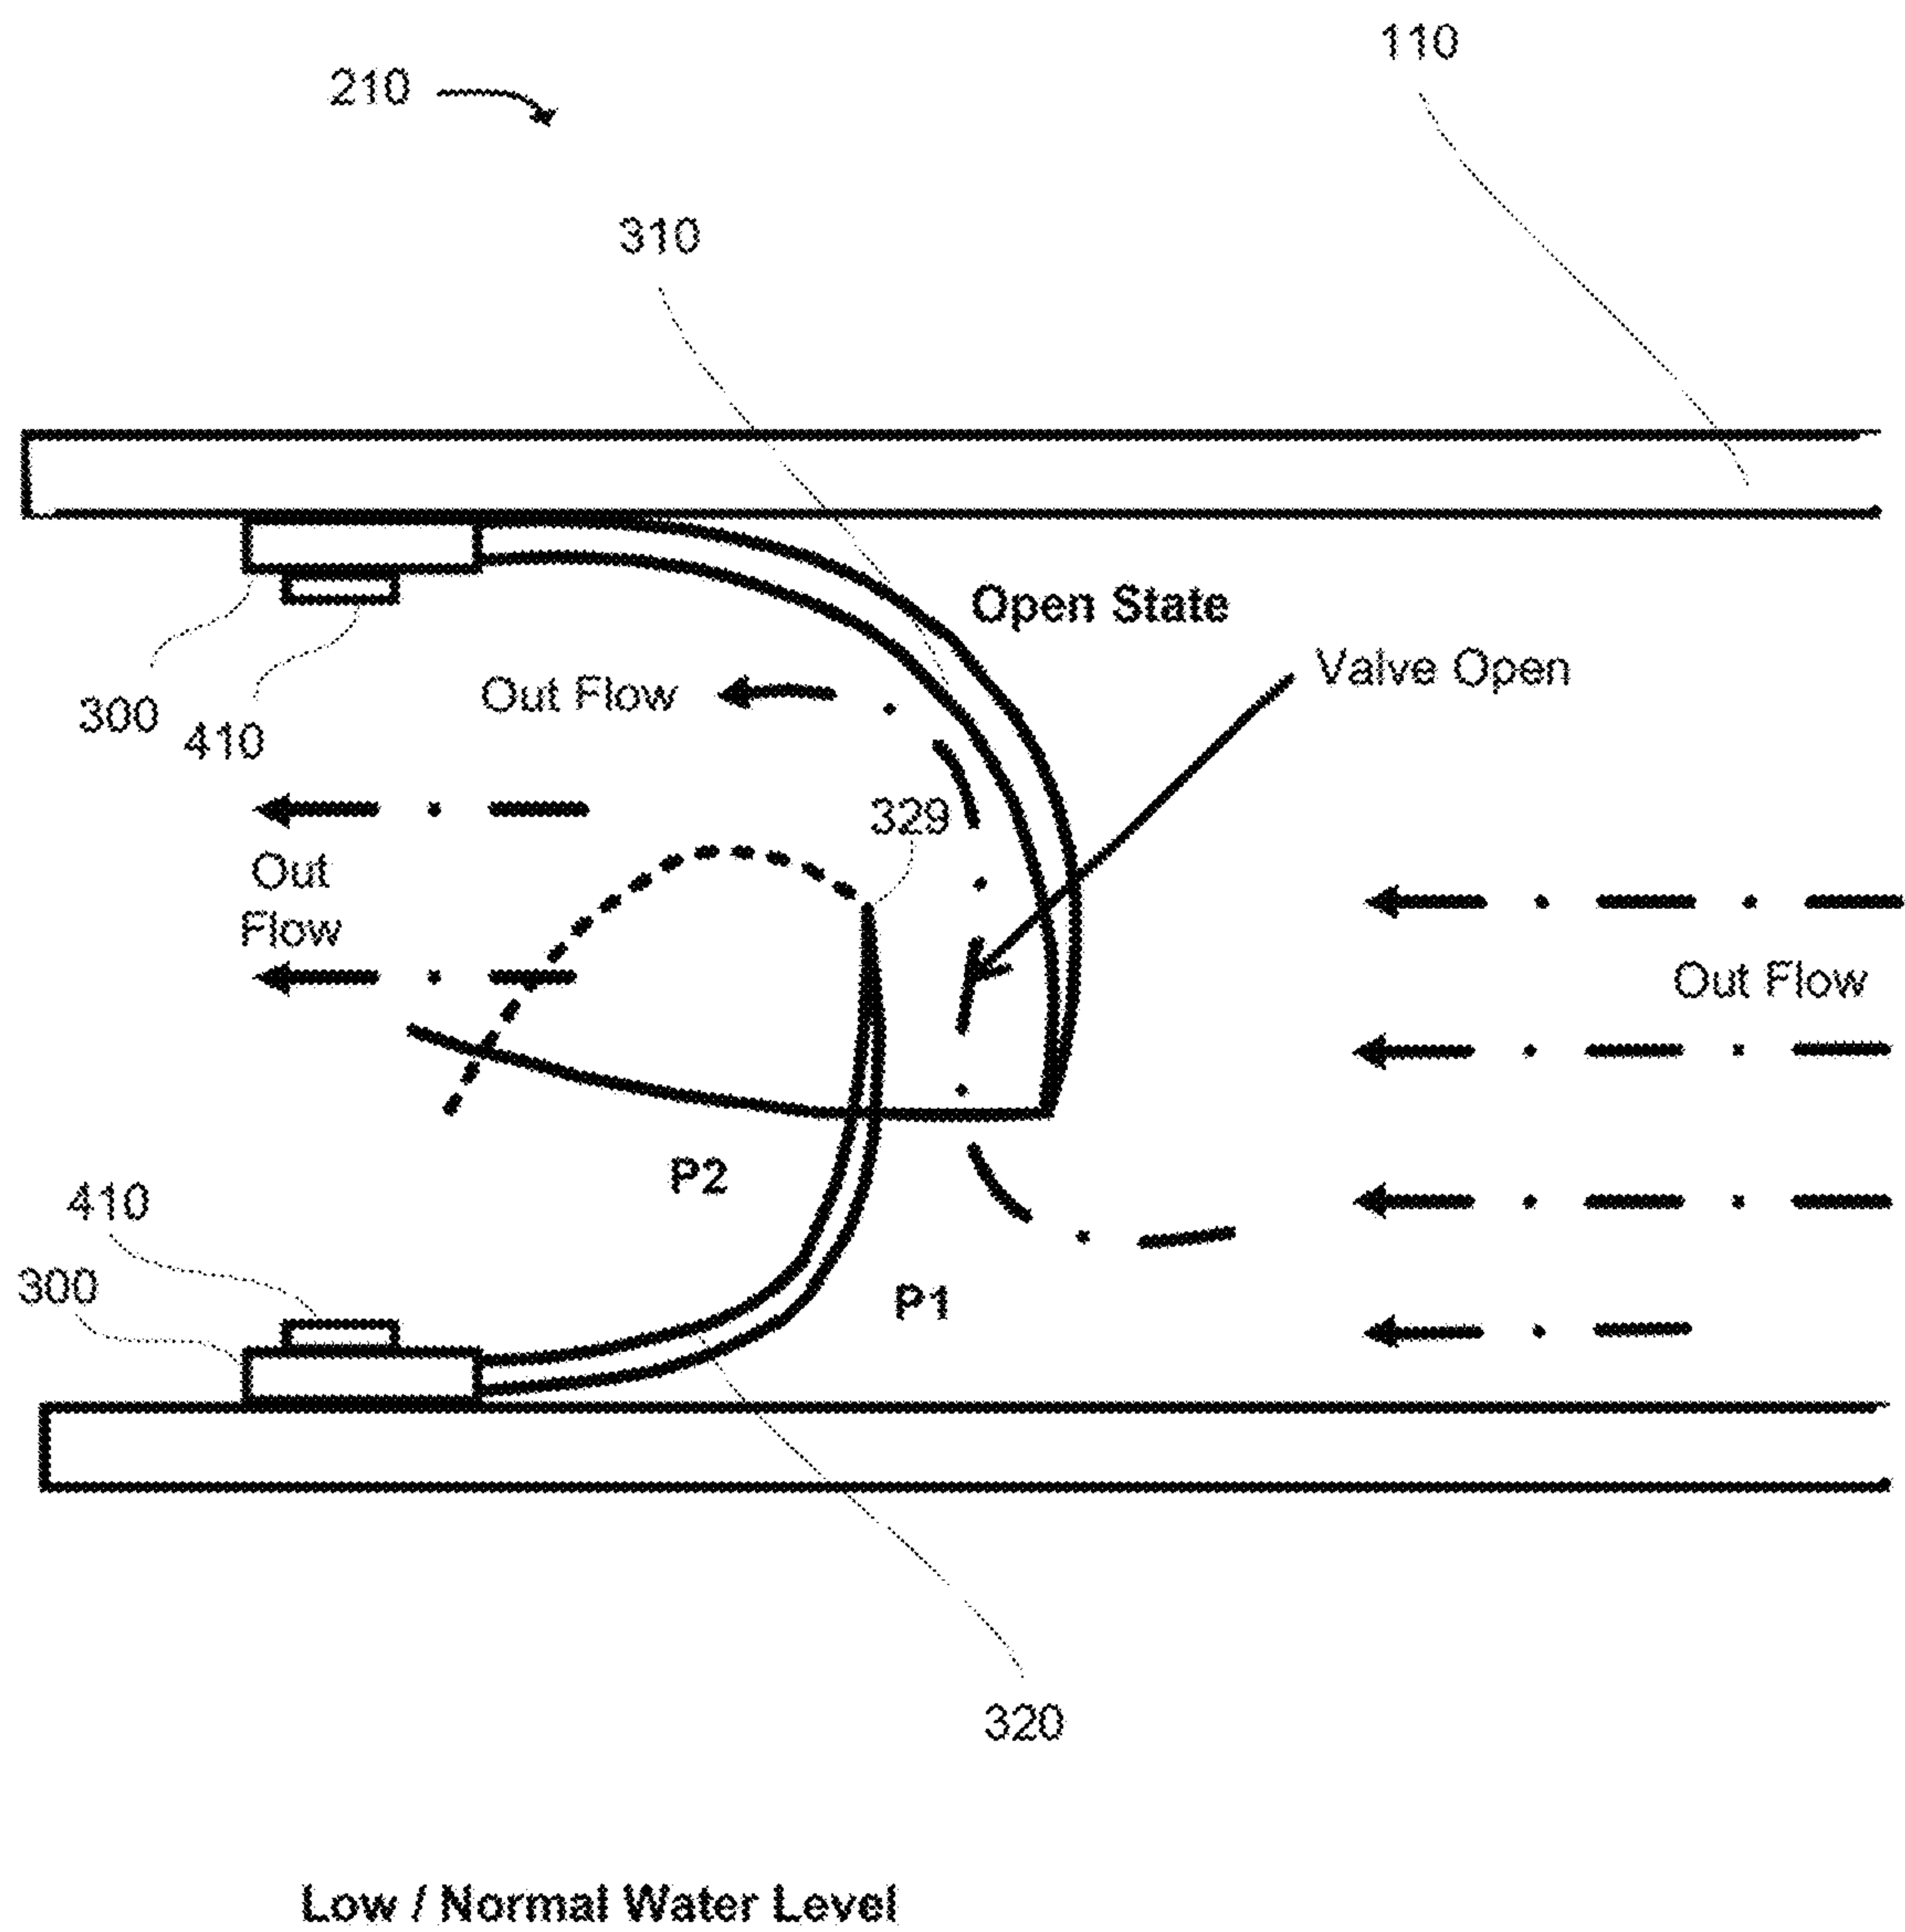 110
210
310
Open State
Valve Open
Out Flow
300
410
329
Out
Flow
Out Flow
P2
410
300
P1
320
Low / Normal Water Level